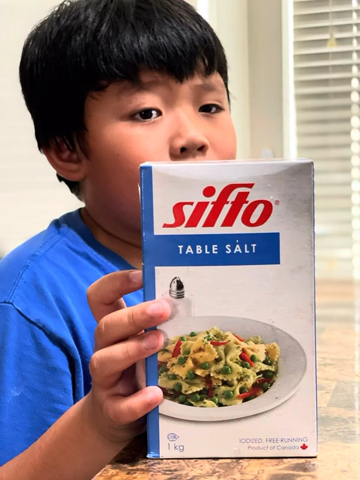 sifto®
TABLE SALT
IODIZED, FREE-RUNNING
Product of Canada
1 kg